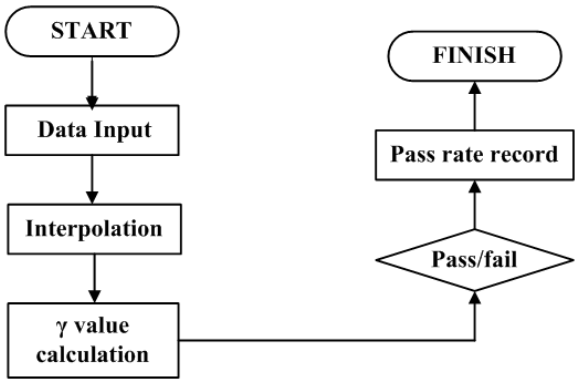 START
Data Input
Interpolation
γ value
calculation
Pass/fail
Pass rate record
FINISH